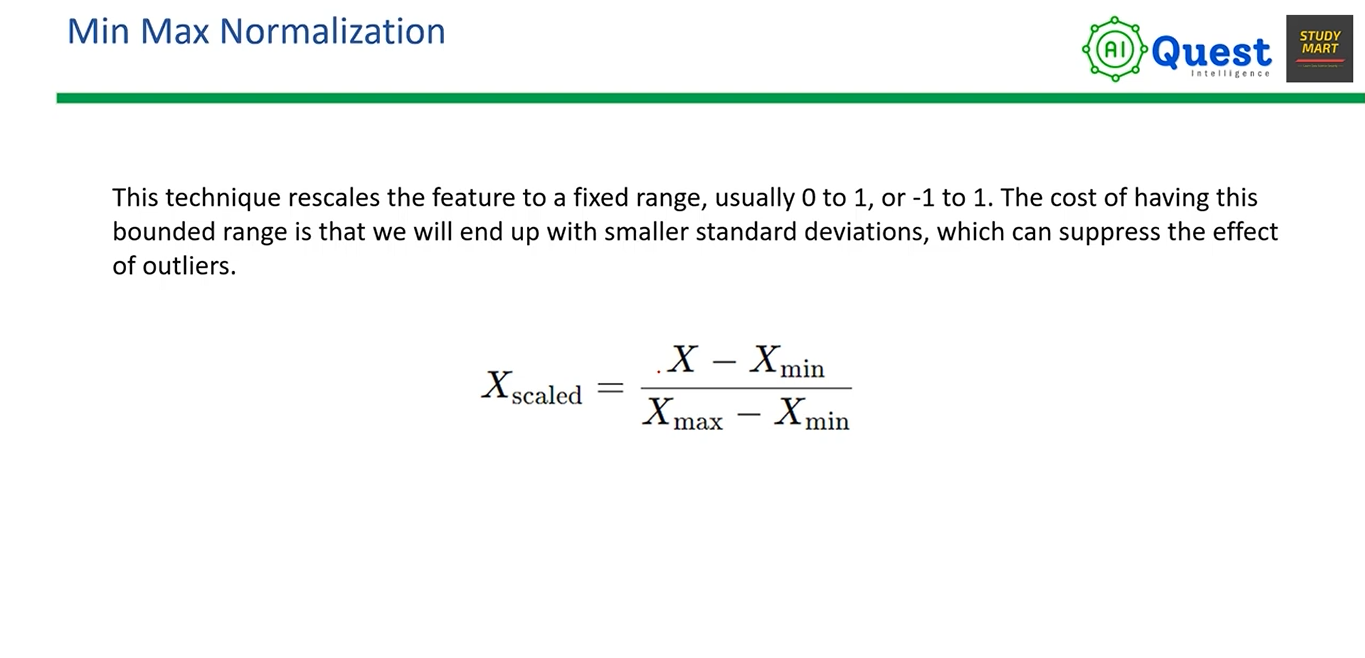 Min Max Normalization
AI Quest
Intelligence
STUDY
MART
This technique rescales the feature to a fixed range, usually 0 to 1, or -1 to 1. The cost of having this
bounded range is that we will end up with smaller standard deviations, which can suppress the effect
of outliers.
X_scaled = (X − X_min) / (X_max − X_min)